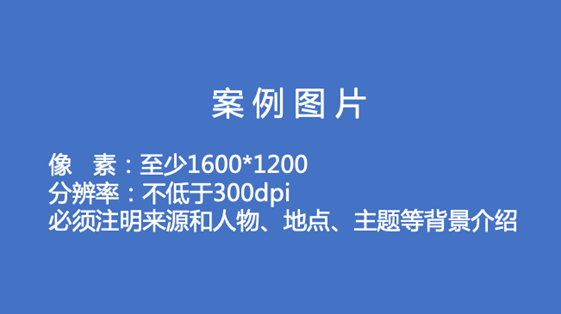 案例图片
像 素：至少1600*1200
分辨率：不低于300dpi
必须注明来源和人物、地点、主题等背景介绍